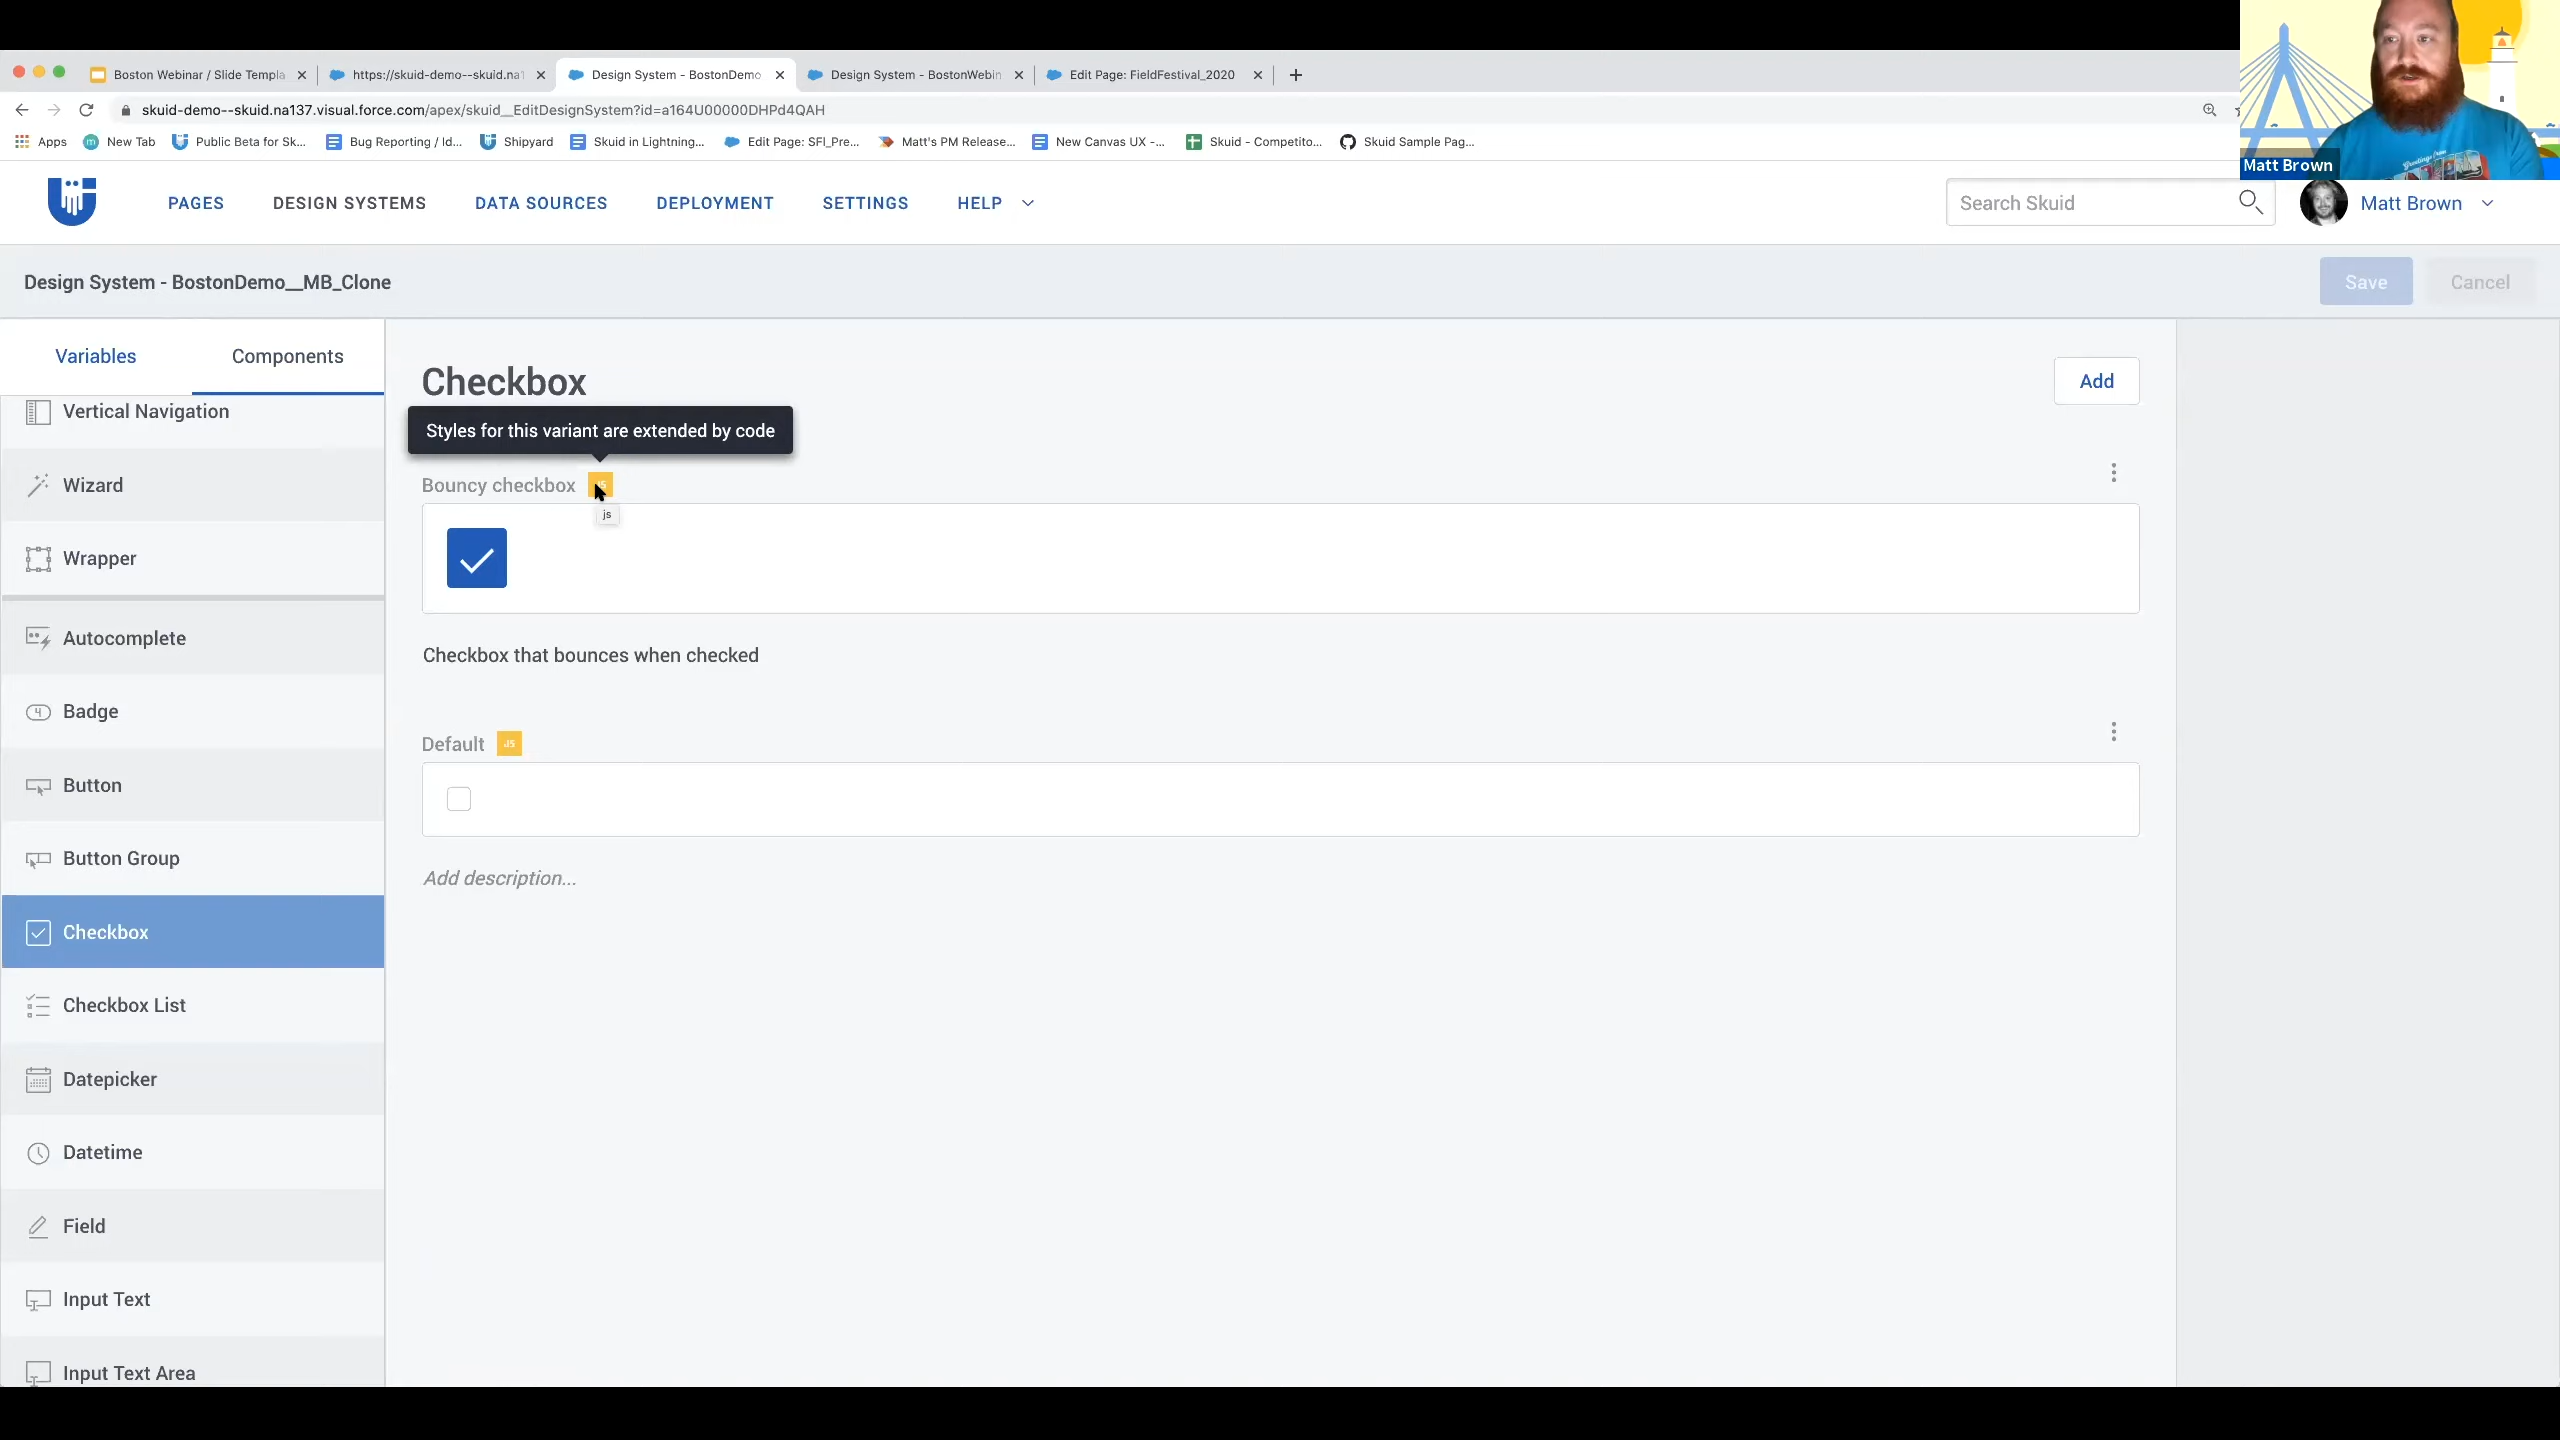 Boston Webinar / Slide Templa
https://skuid-demo--skuid.na1
Design System - BostonDemo
Design System - BostonWebin
Edit Page: FieldFestival_2020
skuid-demo--skuid.na137.visual.force.com/apex/skuid__EditDesignSystem?id=a164U00000DHPd4QAH
Apps
New Tab
Public Beta for Sk...
Bug Reporting / Id...
Shipyard
Skuid in Lightning...
Edit Page: SFI_Pre...
Matt's PM Release...
New Canvas UX -...
Skuid - Competito...
Skuid Sample Pag...
Matt Brown
PAGES
DESIGN SYSTEMS
DATA SOURCES
DEPLOYMENT
SETTINGS
HELP
Search Skuid
Matt Brown
Design System - BostonDemo__MB_Clone
Save
Cancel
Variables
Components
Vertical Navigation
Wizard
Wrapper
Autocomplete
Badge
Button
Button Group
Checkbox
Checkbox List
Datepicker
Datetime
Field
Input Text
Input Text Area
Checkbox
Add
Styles for this variant are extended by code
Bouncy checkbox
js
Checkbox that bounces when checked
Default JS
Add description...